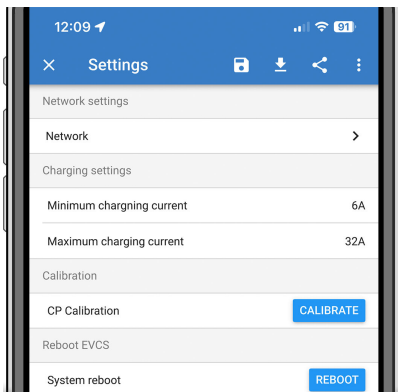 12:09
91
Settings
Network settings
Network
Charging settings
Minimum chargning current 6A
Maximum charging current 32A
Calibration
CP Calibration CALIBRATE
Reboot EVCS
System reboot REBOOT